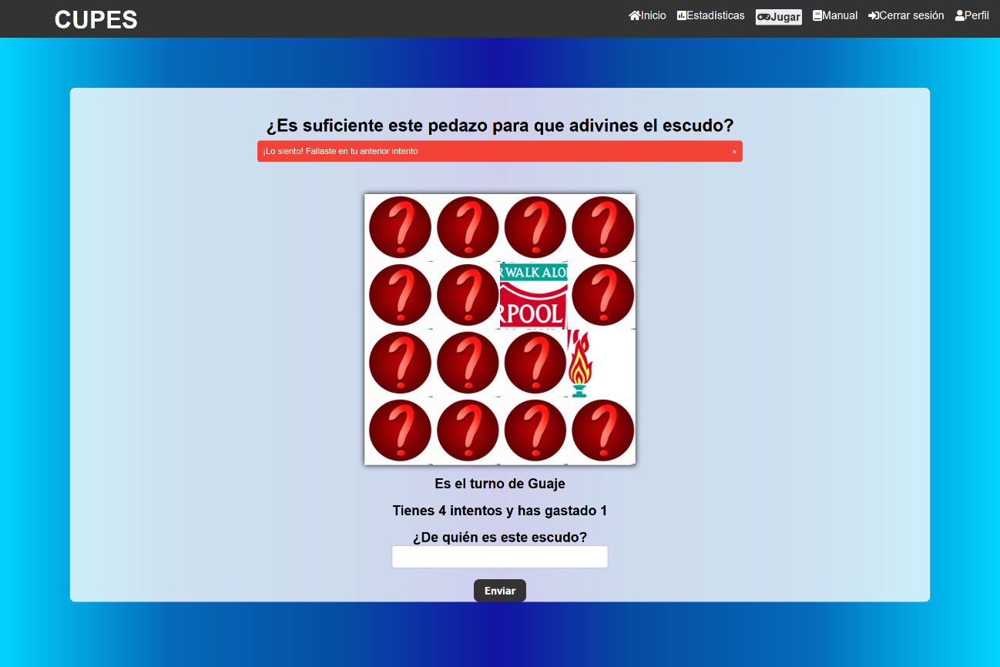 CUPES
Inicio
Estadísticas
Jugar
Manual
Cerrar sesión
Perfil
¿Es suficiente este pedazo para que adivines el escudo?
¡Lo siento! Fallaste en tu anterior intento ×
? ? ? ?
? ?
R WALK ALO
RPOOL
?
? ? ?
? ? ? ?
Es el turno de Guaje
Tienes 4 intentos y has gastado 1
¿De quién es este escudo?
Enviar